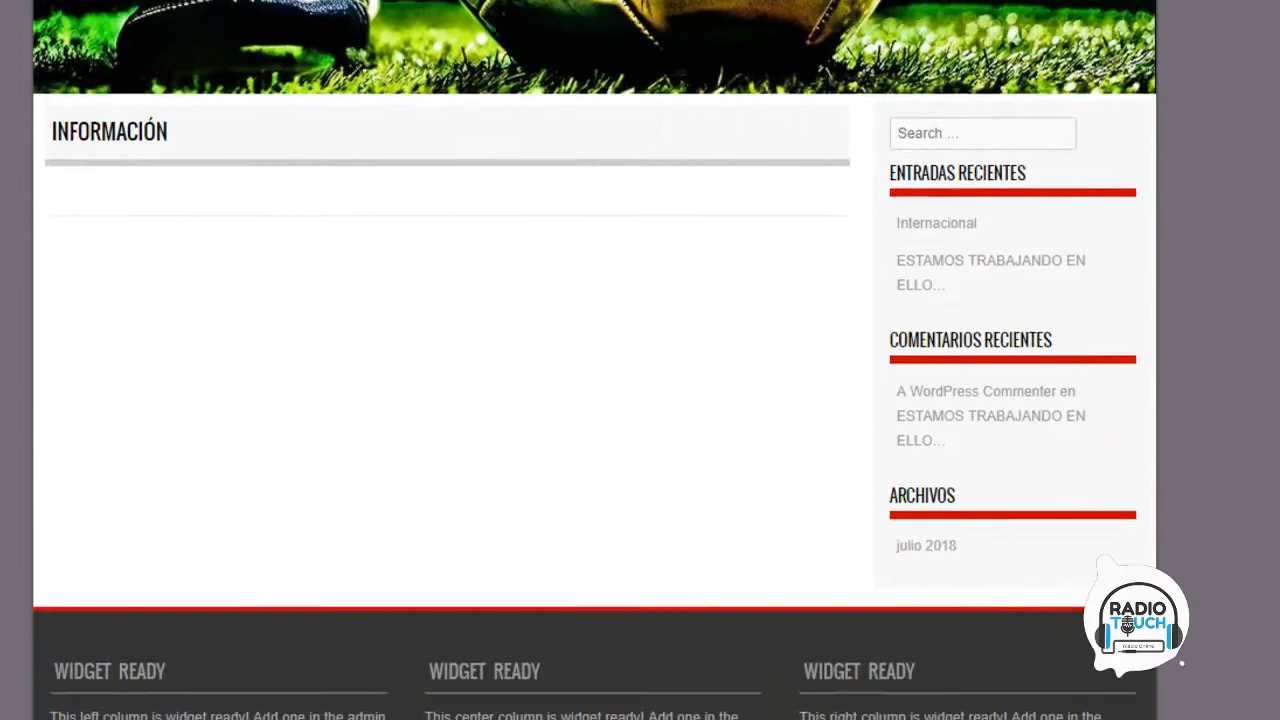 INFORMACIÓN
Search ...
ENTRADAS RECIENTES
Internacional
ESTAMOS TRABAJANDO EN
ELLO...
COMENTARIOS RECIENTES
A WordPress Commenter en
ESTAMOS TRABAJANDO EN
ELLO...
ARCHIVOS
julio 2018
RADIO
TOUCH
WIDGET READY
WIDGET READY
WIDGET READY
This left column is widget ready! Add one in the admin
This center column is widget ready! Add one in the
This right column is widget ready! Add one in the